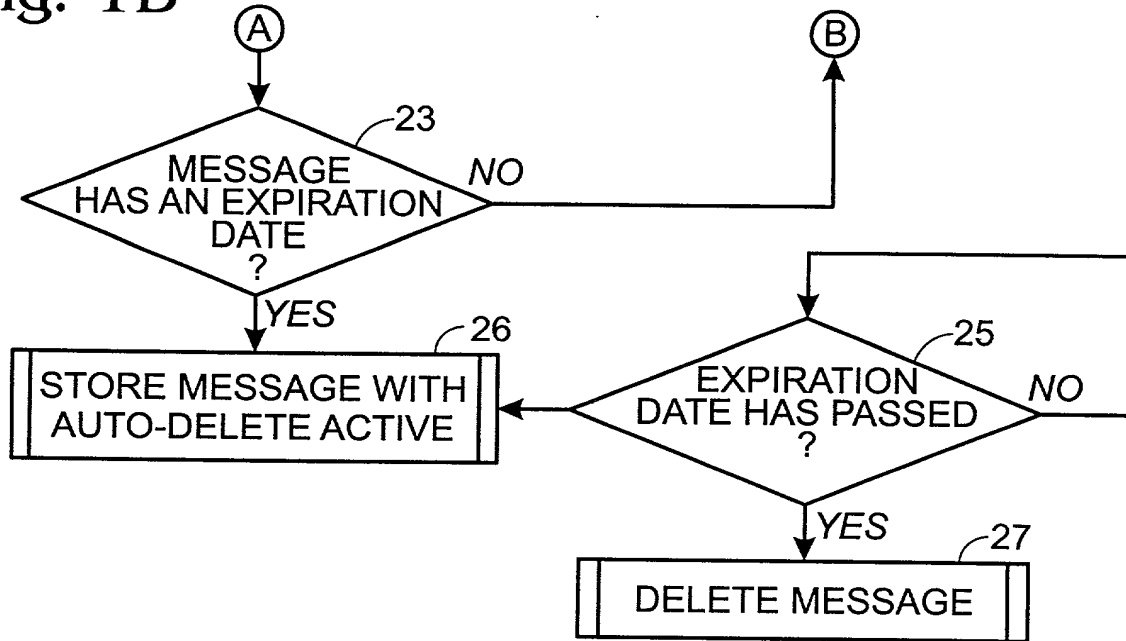 Fig. 1B
A
B
23
MESSAGE
HAS AN EXPIRATION
DATE
?
NO
YES
26
STORE MESSAGE WITH
AUTO-DELETE ACTIVE
25
EXPIRATION
DATE HAS PASSED
?
NO
YES
27
DELETE MESSAGE